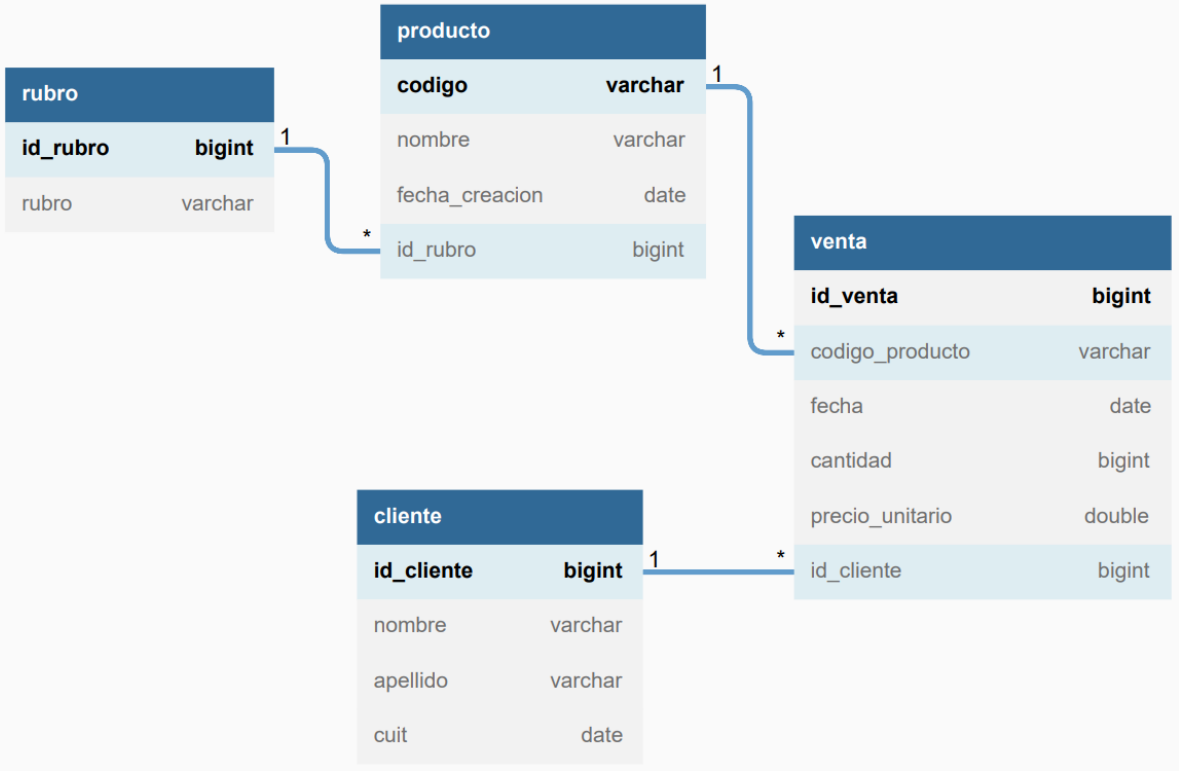 producto
codigo varchar
nombre varchar
fecha_creacion date
id_rubro bigint
rubro
id_rubro bigint
rubro varchar
1
*
1
*
venta
id_venta bigint
codigo_producto varchar
fecha date
cantidad bigint
precio_unitario double
id_cliente bigint
cliente
id_cliente bigint
nombre varchar
apellido varchar
cuit date
1
*